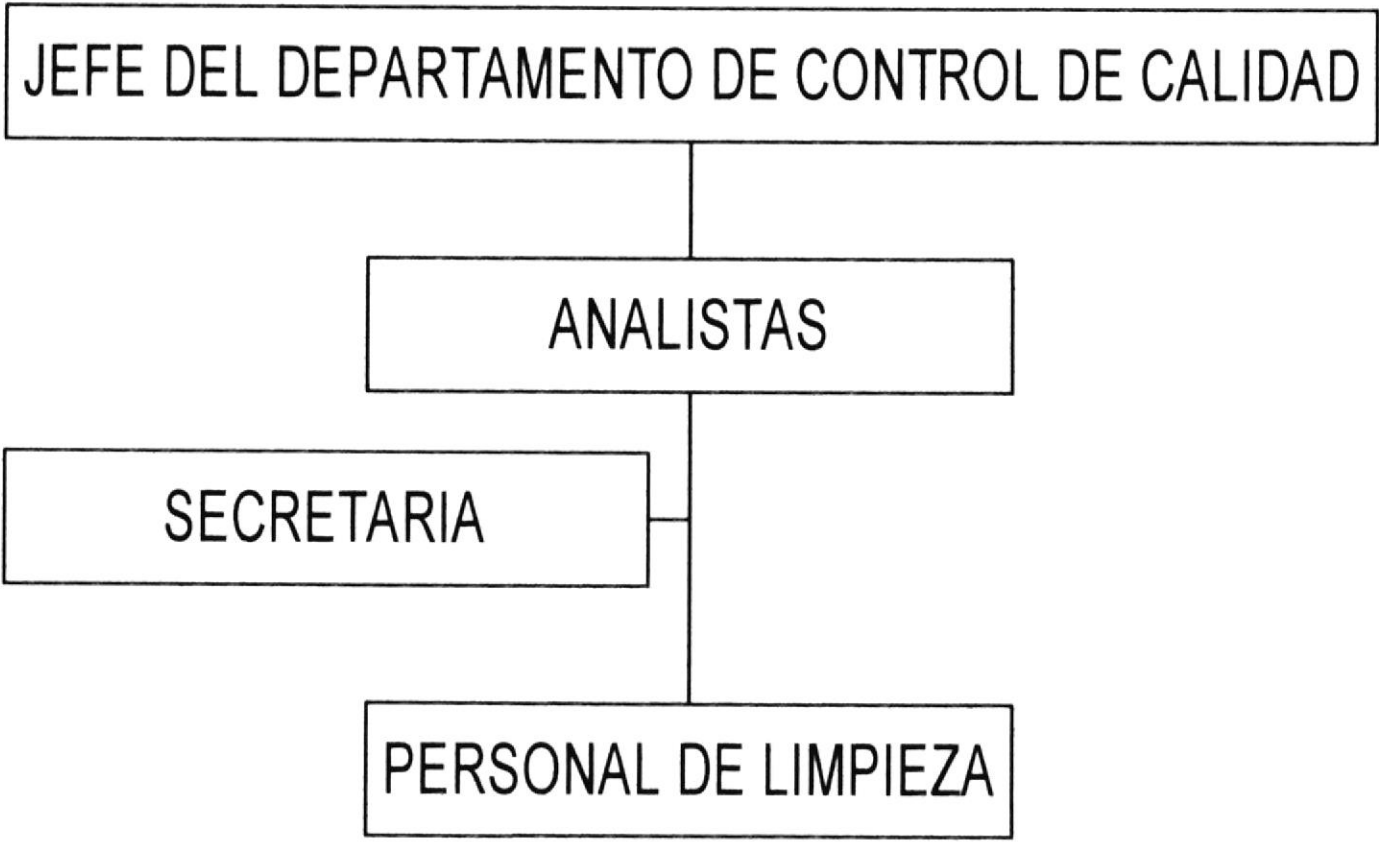 JEFE DEL DEPARTAMENTO DE CONTROL DE CALIDAD
ANALISTAS
SECRETARIA
PERSONAL DE LIMPIEZA